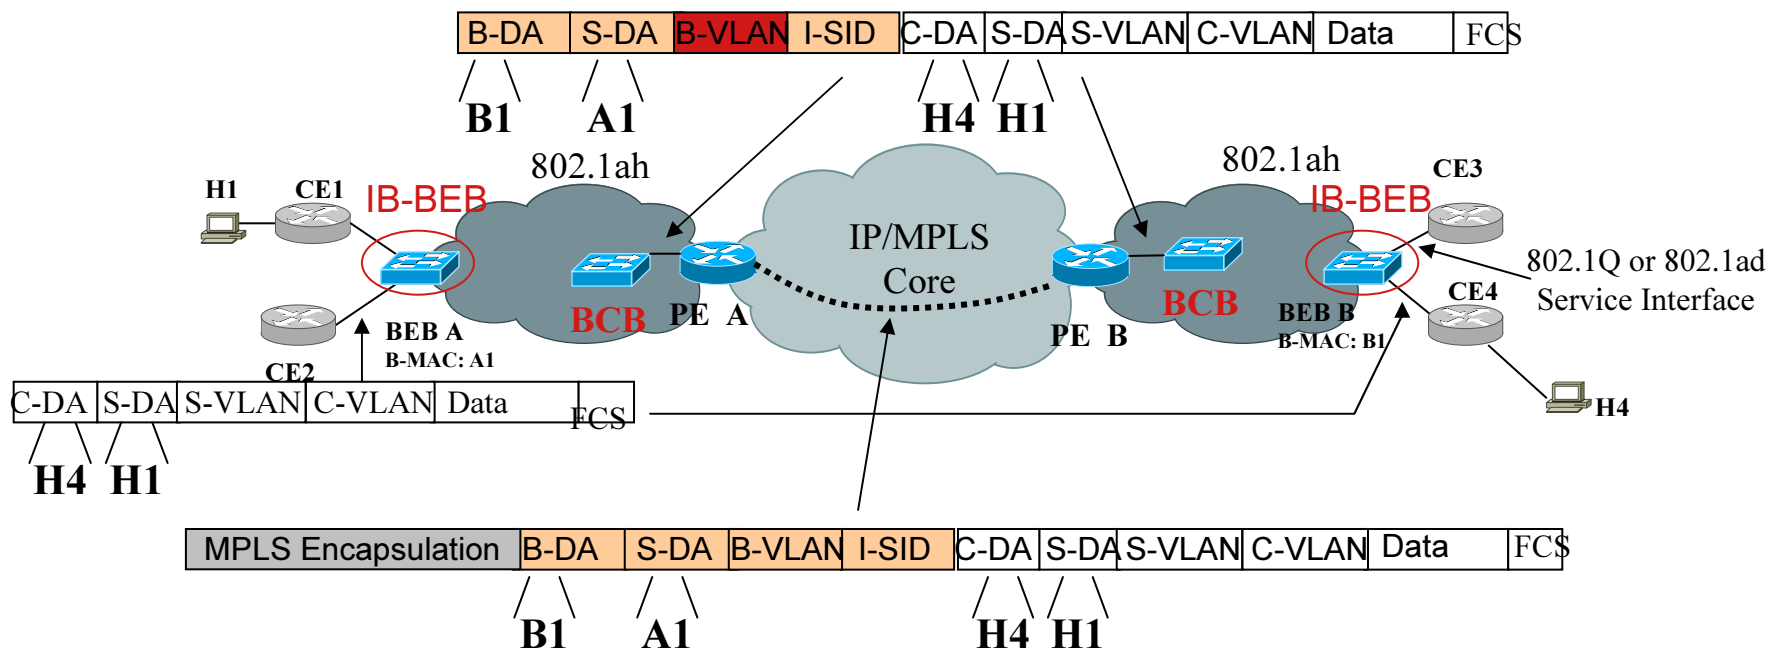 B-DA S-DA B-VLAN I-SID C-DA S-DA S-VLAN C-VLAN Data FCS
B1 A1 H4 H1
802.1ah 802.1ah
H1 CE1 IB-BEB IB-BEB CE3
IP/MPLS
Core
802.1Q or 802.1ad
Service Interface
BCB PE A PE B BCB
BEB A
B-MAC: A1
BEB B
B-MAC: B1
CE4
CE2
H4
C-DA S-DA S-VLAN C-VLAN Data FCS
H4 H1
MPLS Encapsulation B-DA S-DA B-VLAN I-SID C-DA S-DA S-VLAN C-VLAN Data FCS
B1 A1 H4 H1